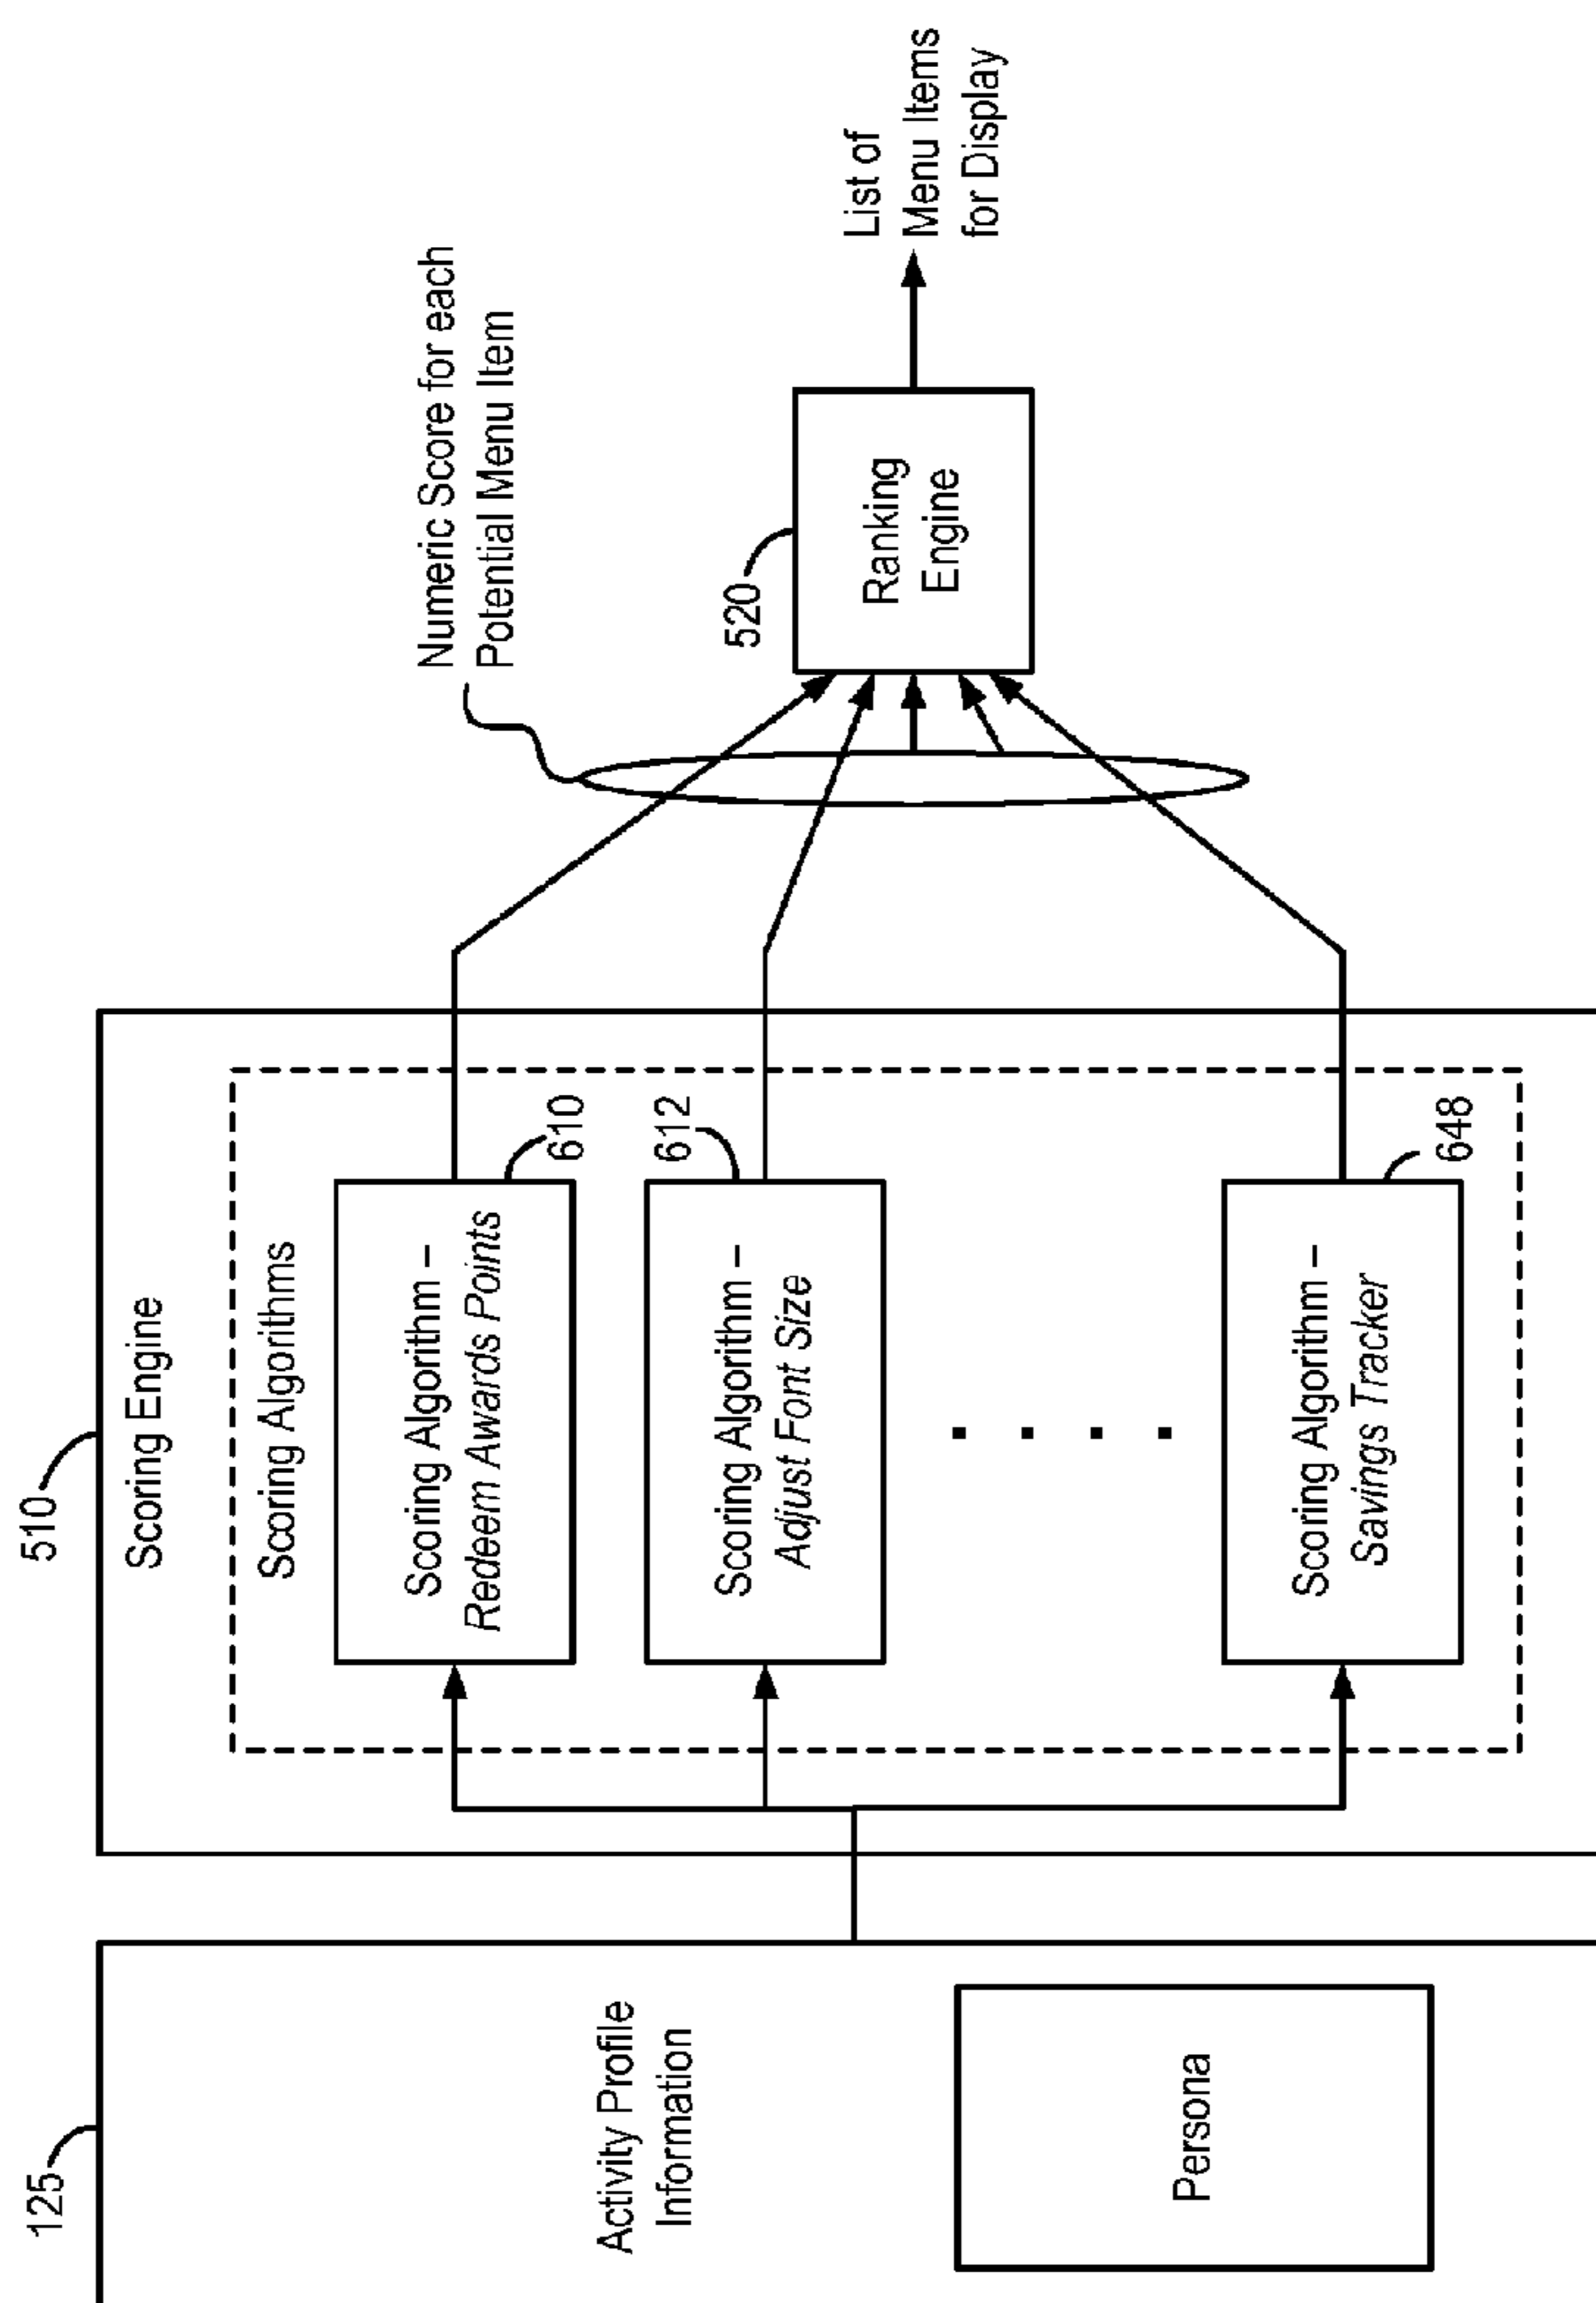 125
Activity Profile
Information
Persona
510
Scoring Engine
Scoring Algorithms
Scoring Algorithm –
Redeem Awards Points
610
Scoring Algorithm –
Adjust Font Size
612
. . . .
Scoring Algorithm –
Savings Tracker
648
Numeric Score for each
Potential Menu Item
520
Ranking
Engine
List of
Menu Items
for Display